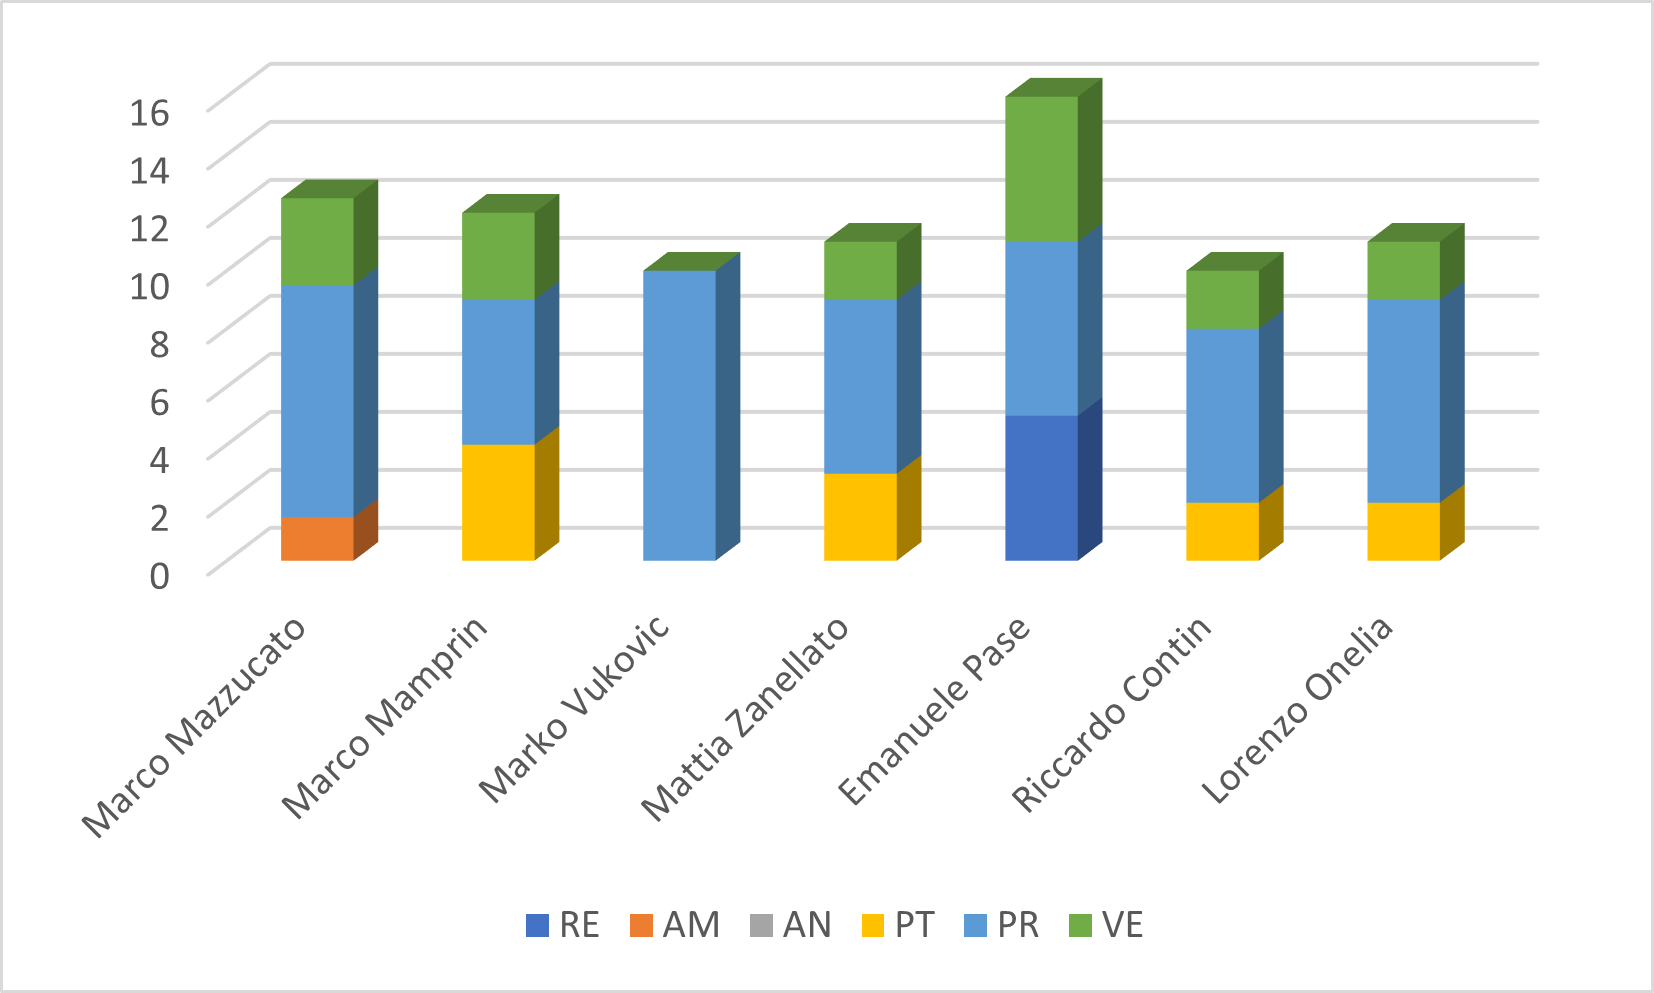 16
14
12
10
8
6
4
2
0
Marco Mazzucato
Marco Mamprin
Marko Vukovic
Mattia Zanellato
Emanuele Pase
Riccardo Contin
Lorenzo Onelia
RE AM AN PT PR VE